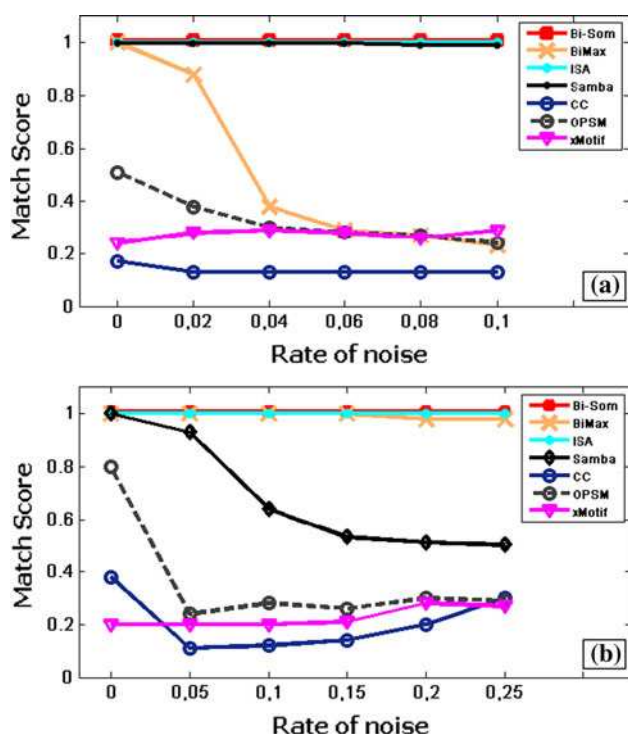 1
0.8
0.6
0.4
0.2
0
Match Score
0 0,02 0,04 0,06 0,08 0,1
Rate of noise
Bi-Som
BiMax
ISA
Samba
CC
OPSM
xMotif
(a)
1
0.8
0.6
0.4
0.2
0
Match Score
0 0,05 0,1 0,15 0,2 0,25
Rate of noise
Bi-Som
BiMax
ISA
Samba
CC
OPSM
xMotif
(b)